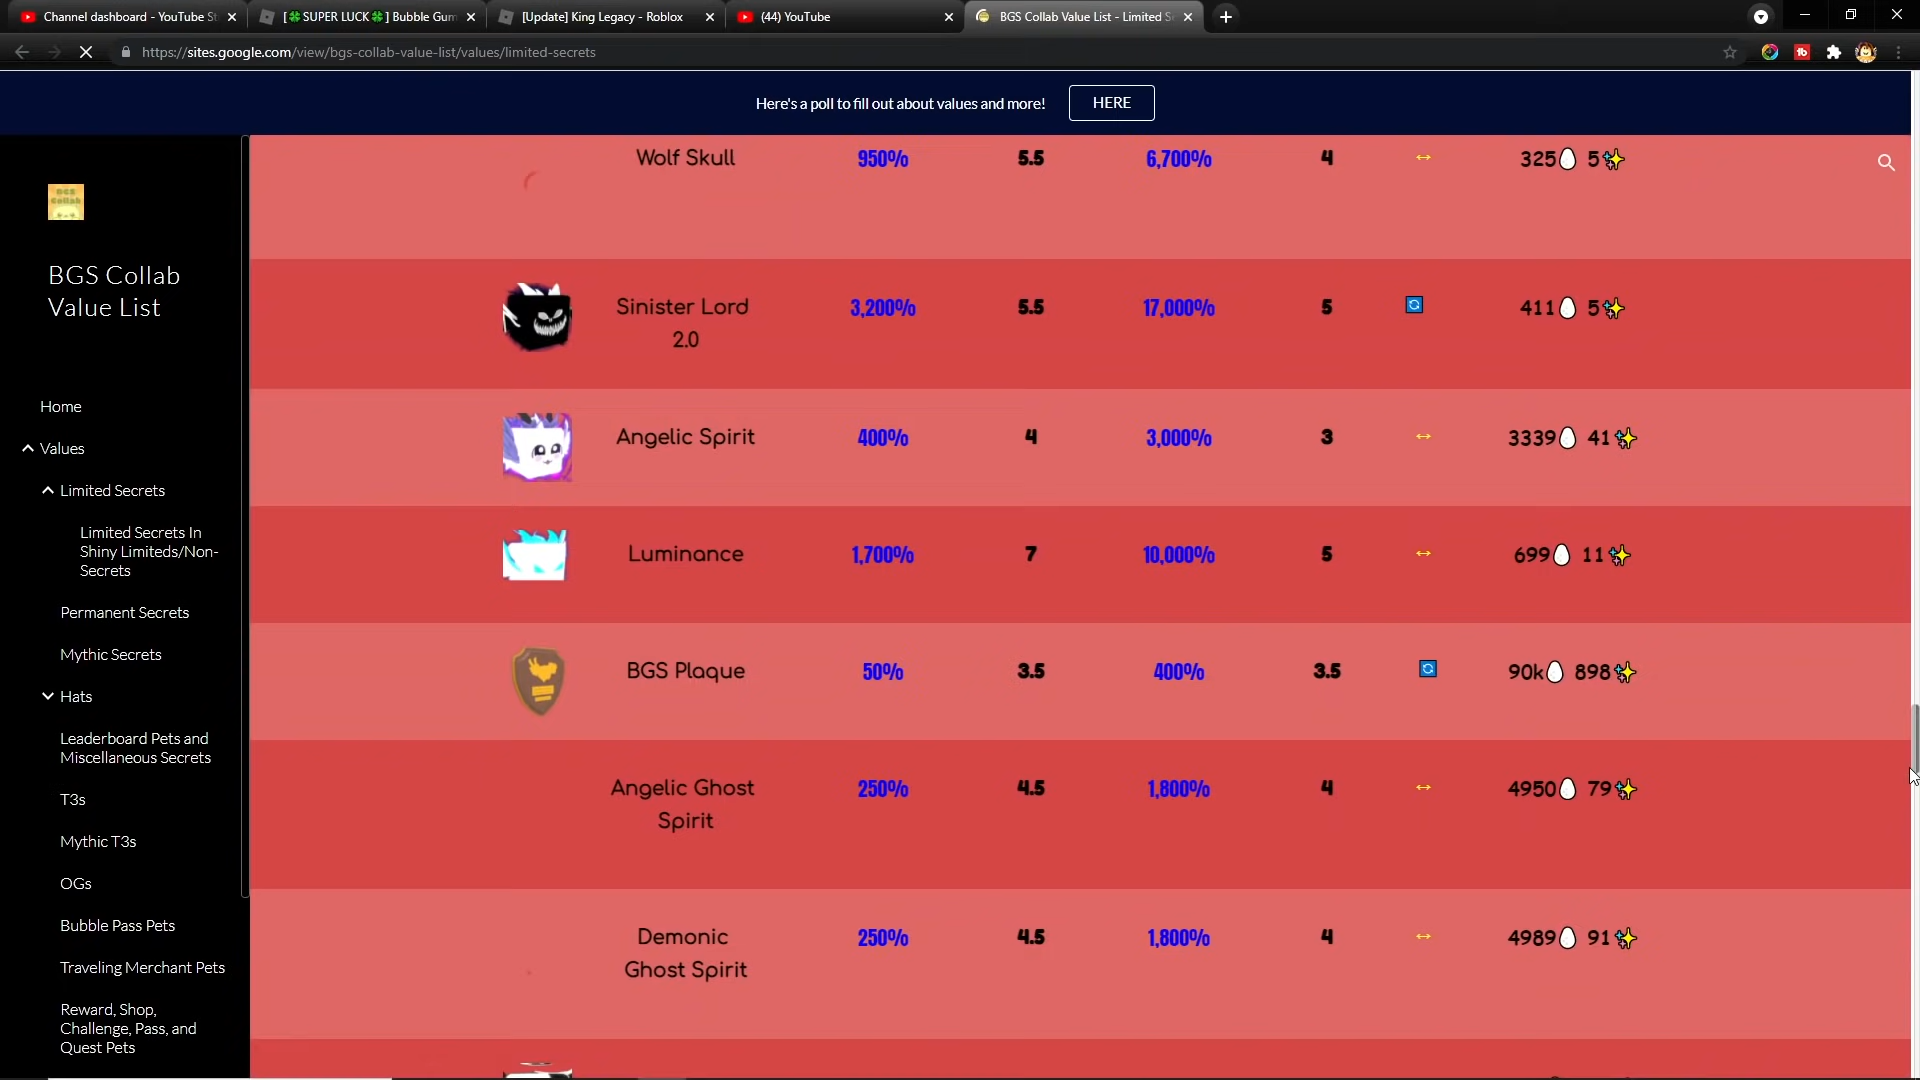 Channel dashboard - YouTube St
[🍀SUPER LUCK🍀] Bubble Gum
[Update] King Legacy - Roblox
(44) YouTube
BGS Collab Value List - Limited Se
https://sites.google.com/view/bgs-collab-value-list/values/limited-secrets
Here's a poll to fill out about values and more!
HERE
BGS Collab
Value List
Home
Values
Limited Secrets
Limited Secrets In
Shiny Limiteds/Non-
Secrets
Permanent Secrets
Mythic Secrets
Hats
Leaderboard Pets and
Miscellaneous Secrets
T3s
Mythic T3s
OGs
Bubble Pass Pets
Traveling Merchant Pets
Reward, Shop,
Challenge, Pass, and
Quest Pets
Wolf Skull 950% 5.5 6,700% 4 ↔ 325🥚 5✨
Sinister Lord
2.0
3,200% 5.5 17,000% 5 🔄 411🥚 5✨
Angelic Spirit 400% 4 3,000% 3 ↔ 3339🥚 41✨
Luminance 1,700% 7 10,000% 5 ↔ 699🥚 11✨
BGS Plaque 50% 3.5 400% 3.5 🔄 90k🥚 898✨
Angelic Ghost
Spirit
250% 4.5 1,800% 4 ↔ 4950🥚 79✨
Demonic
Ghost Spirit
250% 4.5 1,800% 4 ↔ 4989🥚 91✨